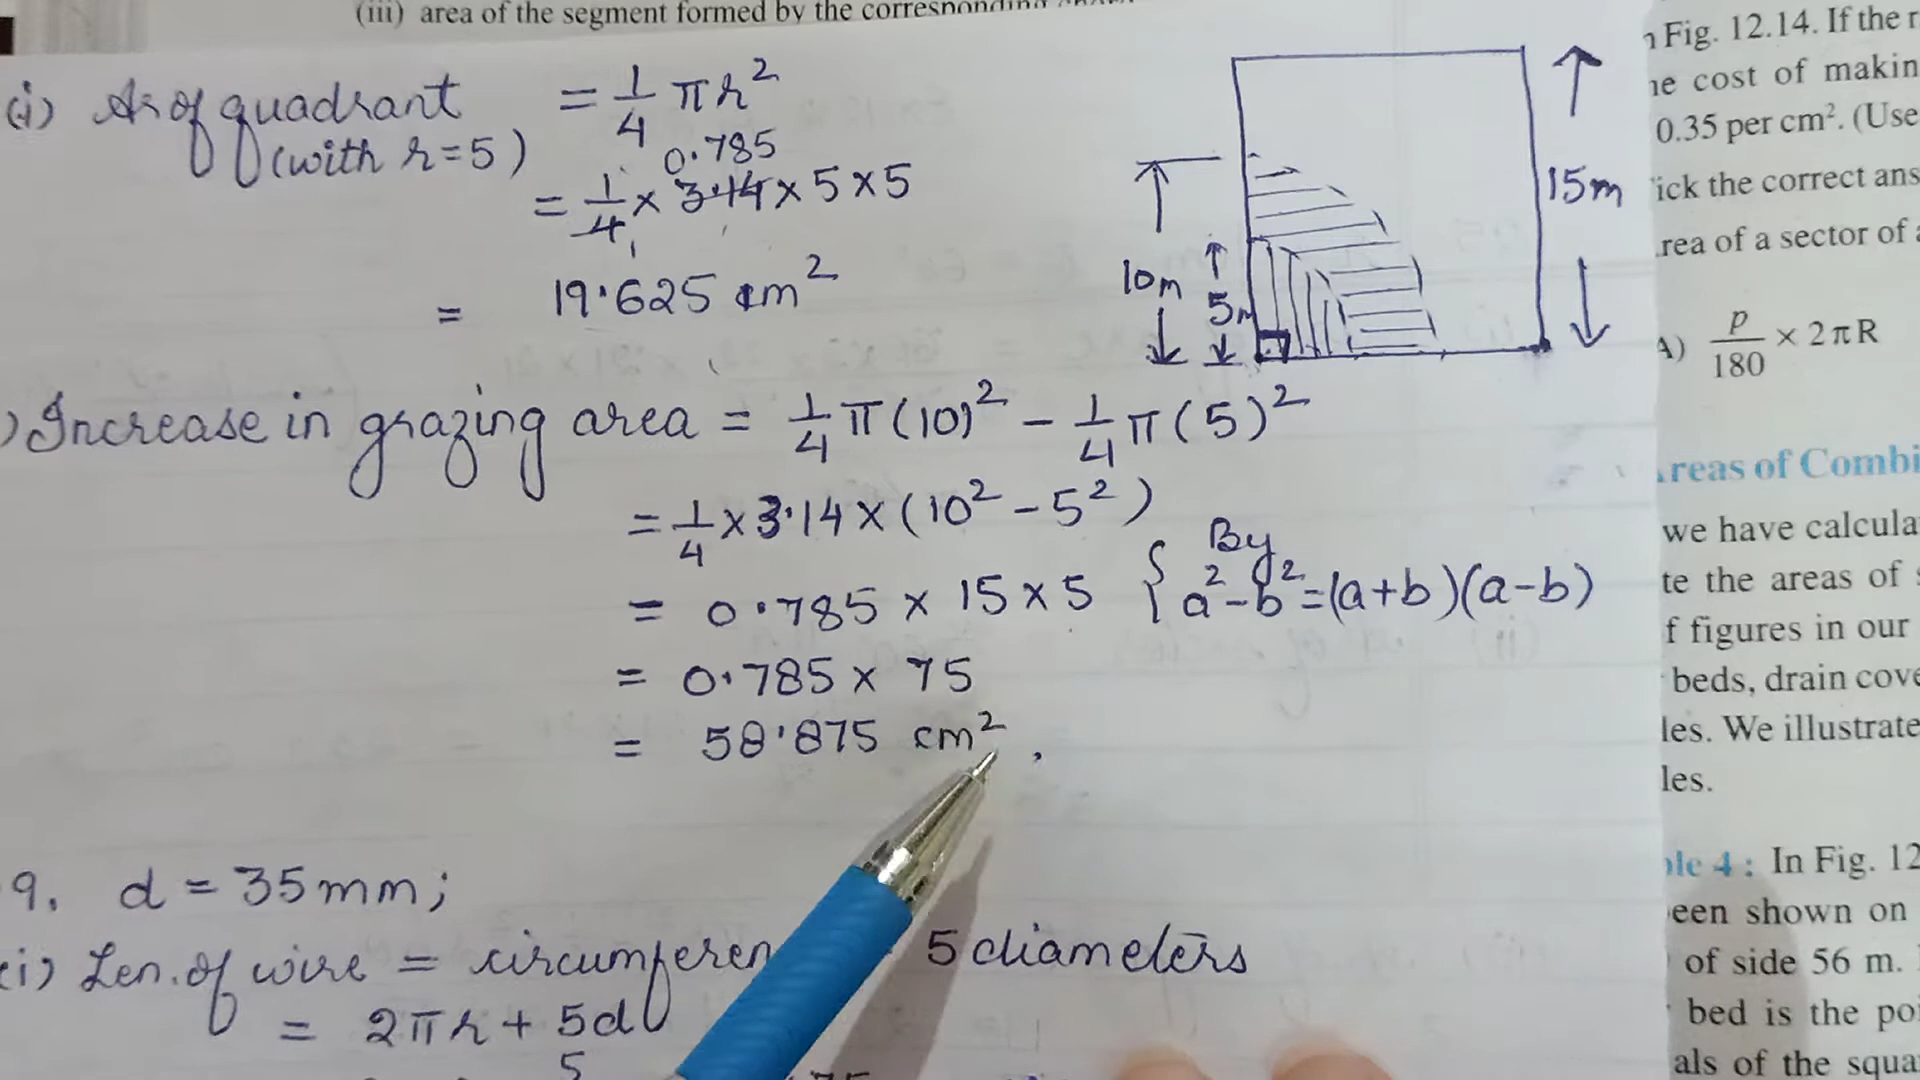 (iii) area of the segment formed by the corresponding
(i) Ar of quadrant = 1/4 πr²
(with r=5)
0.785
= 1/4 × 3.14 × 5 × 5
= 19.625 cm²
10m
5m
15m
) Increase in grazing area = 1/4 π(10)² - 1/4 π(5)²
= 1/4 × 3.14 × (10² - 5²)
= 0.785 × 15 × 5 { By a² - b² = (a+b)(a-b)
= 0.785 × 75
= 58.875 cm².
9. d = 35mm;
(i) Len. of wire = circumferen 5 diameters
= 2πr + 5d
5
Fig. 12.14. If the r
he cost of makin
0.35 per cm². (Use
ick the correct ans
rea of a sector of a
A) p/180 × 2πR
reas of Combi
we have calcula
te the areas of s
f figures in our
beds, drain cove
les. We illustrate
les.
ple 4 : In Fig. 12
een shown on
of side 56 m.
bed is the poi
als of the squa